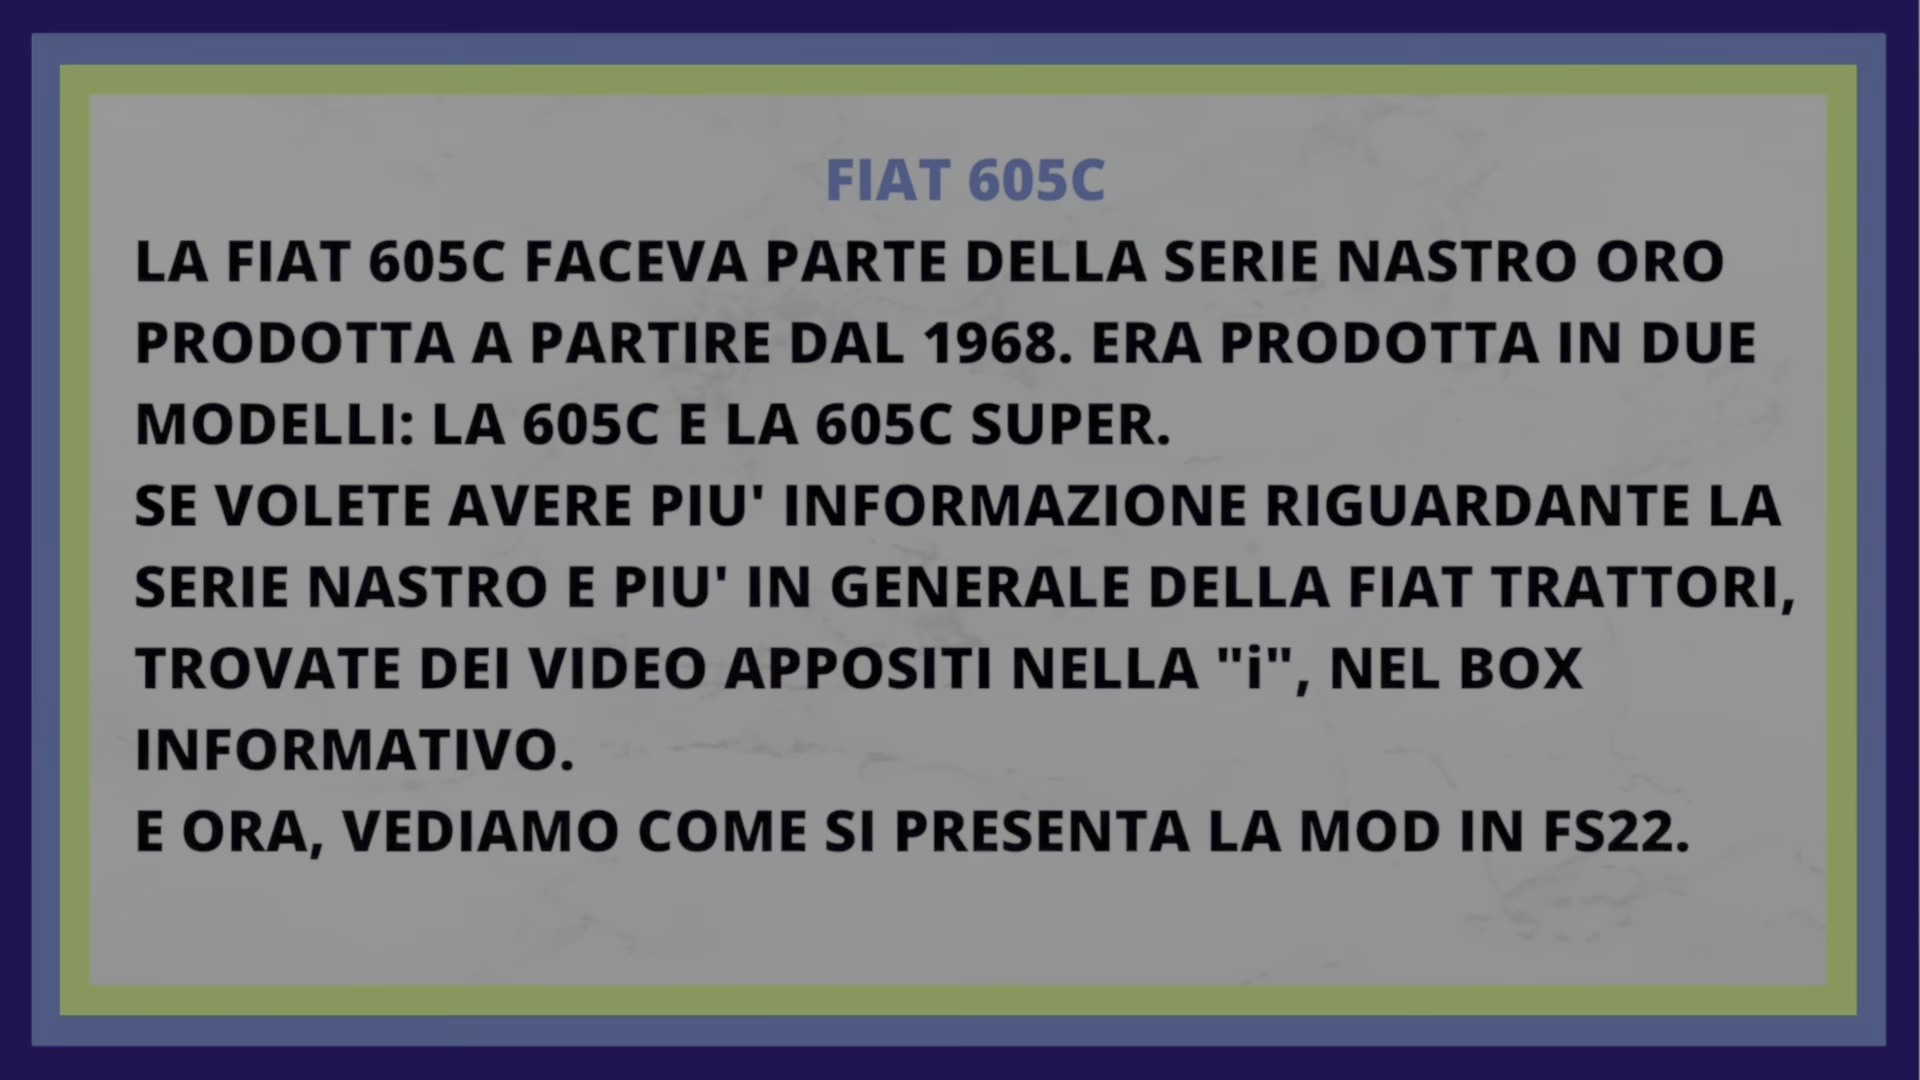 FIAT 605C
LA FIAT 605C FACEVA PARTE DELLA SERIE NASTRO ORO
PRODOTTA A PARTIRE DAL 1968. ERA PRODOTTA IN DUE
MODELLI: LA 605C E LA 605C SUPER.
SE VOLETE AVERE PIU' INFORMAZIONE RIGUARDANTE LA
SERIE NASTRO E PIU' IN GENERALE DELLA FIAT TRATTORI,
TROVATE DEI VIDEO APPOSITI NELLA "i", NEL BOX
INFORMATIVO.
E ORA, VEDIAMO COME SI PRESENTA LA MOD IN FS22.